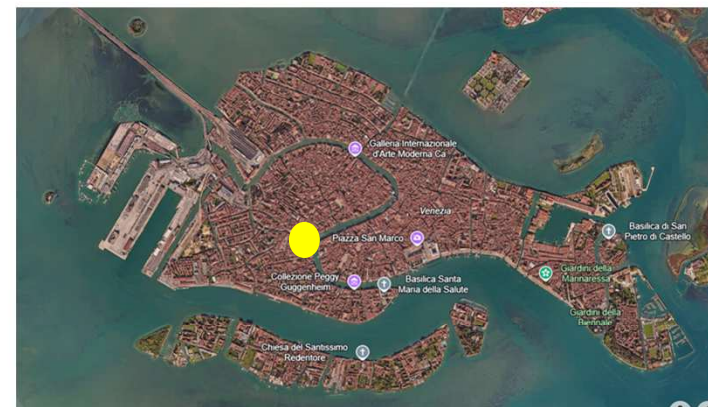 Galleria Internazionale
d'Arte Moderna Ca
Venezia
Piazza San Marco
Basilica di San
Pietro di Castello
Collezione Peggy
Guggenheim
Basilica Santa
Maria della Salute
Giardini della
Marinaressa
Giardini della
Biennale
Chiesa del Santissimo
Redentore